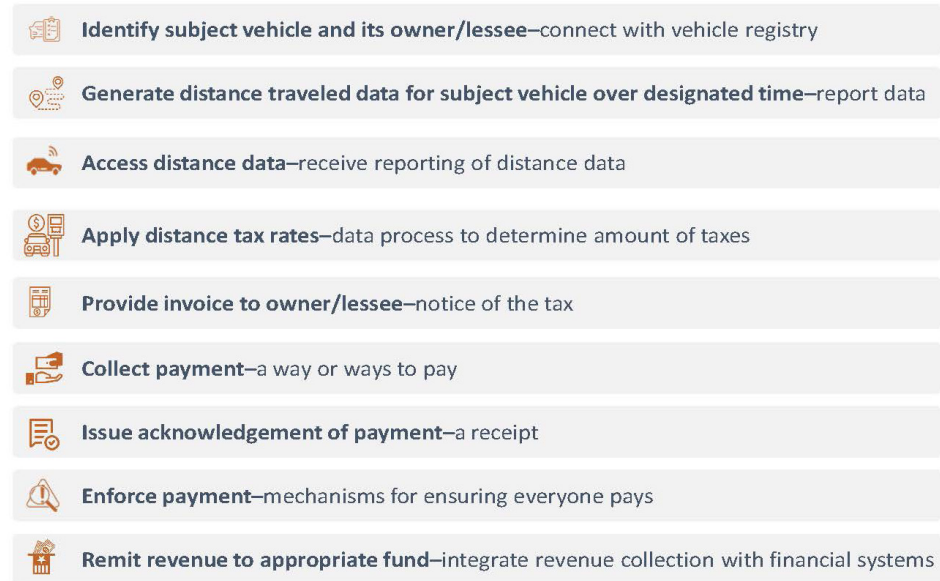 Identify subject vehicle and its owner/lessee–connect with vehicle registry
Generate distance traveled data for subject vehicle over designated time–report data
Access distance data–receive reporting of distance data
Apply distance tax rates–data process to determine amount of taxes
Provide invoice to owner/lessee–notice of the tax
Collect payment–a way or ways to pay
Issue acknowledgement of payment–a receipt
Enforce payment–mechanisms for ensuring everyone pays
Remit revenue to appropriate fund–integrate revenue collection with financial systems